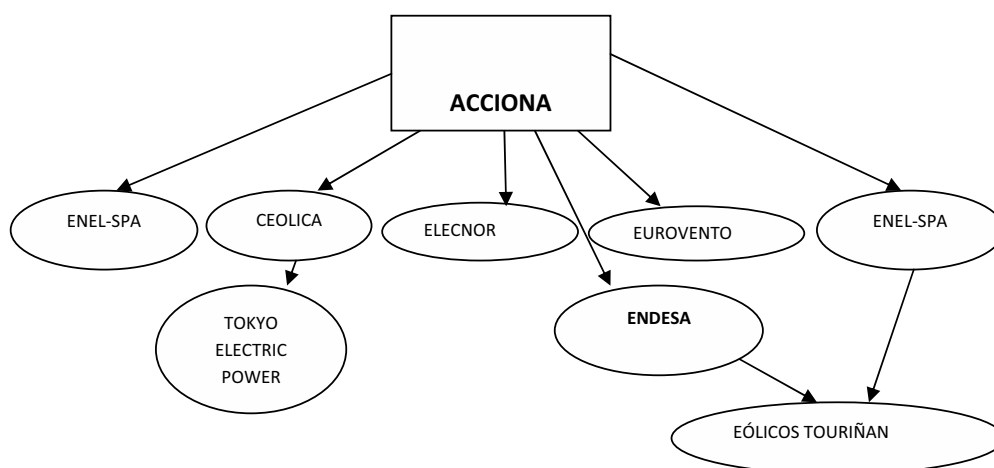 ACCIONA
ENEL-SPA
CEOLICA
ELECNOR
EUROVENTO
ENEL-SPA
TOKYO
ELECTRIC
POWER
ENDESA
EÓLICOS TOURIÑAN